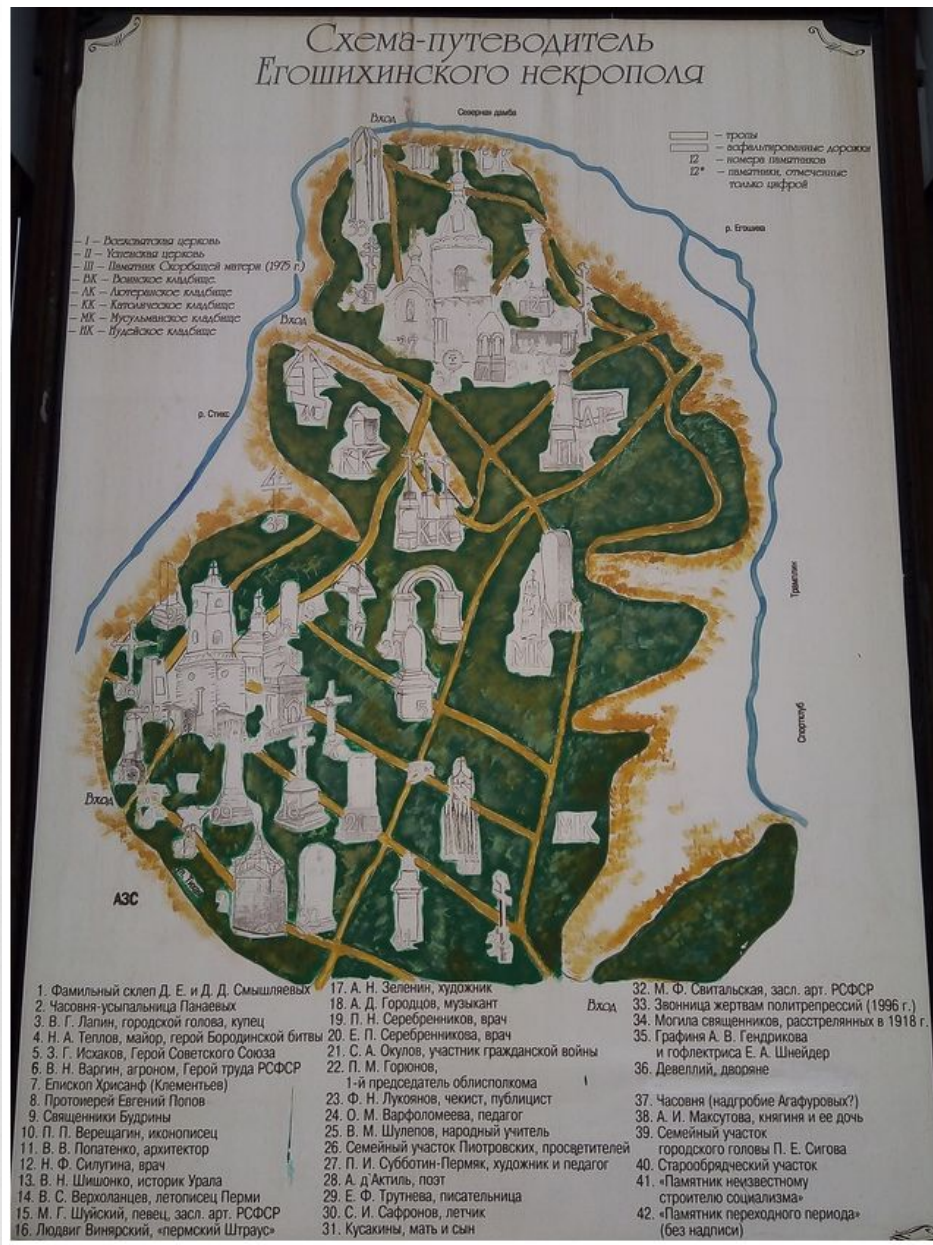 Схема-путеводитель
Егошихинского некрополя
Северная дамба
Вход
– тропы
– асфальтированные дорожки
12 – номера памятников
12* – памятники, отмеченные
только цифрой
р. Егошиха
– I – Всехсвятская церковь
– II – Успенская церковь
– III – Памятник Скорбящей матери (1975 г.)
– ВК – Воинское кладбище
– ЛК – Лютеранское кладбище
– КК – Католическое кладбище
– МК – Мусульманское кладбище
– ИК – Иудейское кладбище
Вход
р. Стикс
КК
МК
МК
Трамплин
Спортклуб
5
Вход
АЗС
Вход
1. Фамильный склеп Д. Е. и Д. Д. Смышляевых
2. Часовня-усыпальница Панаевых
3. В. Г. Лапин, городской голова, купец
4. Н. А. Теплов, майор, герой Бородинской битвы
5. З. Г. Исхаков, Герой Советского Союза
6. В. Н. Варгин, агроном, Герой труда РСФСР
7. Епископ Хрисанф (Клементьев)
8. Протоиерей Евгений Попов
9. Священники Будрины
10. П. П. Верещагин, иконописец
11. В. В. Попатенко, архитектор
12. Н. Ф. Силугина, врач
13. В. Н. Шишонко, историк Урала
14. В. С. Верхоланцев, летописец Перми
15. М. Г. Шуйский, певец, засл. арт. РСФСР
16. Людвиг Винярский, «пермский Штраус»
17. А. Н. Зеленин, художник
18. А. Д. Городцов, музыкант
19. П. Н. Серебренников, врач
20. Е. П. Серебренникова, врач
21. С. А. Окулов, участник гражданской войны
22. П. М. Горюнов,
1-й председатель облисполкома
23. Ф. Н. Лукоянов, чекист, публицист
24. О. М. Варфоломеева, педагог
25. В. М. Шулепов, народный учитель
26. Семейный участок Пиотровских, просветителей
27. П. И. Субботин-Пермяк, художник и педагог
28. А. д'Актиль, поэт
29. Е. Ф. Трутнева, писательница
30. С. И. Сафронов, летчик
31. Кусакины, мать и сын
32. М. Ф. Свитальская, засл. арт. РСФСР
33. Звонница жертвам политрепрессий (1996 г.)
34. Могила священников, расстрелянных в 1918 г.
35. Графиня А. В. Гендрикова
и гофлектриса Е. А. Шнейдер
36. Девеллий, дворяне
37. Часовня (надгробие Агафуровых?)
38. А. И. Максутова, княгиня и ее дочь
39. Семейный участок
городского головы П. Е. Сигова
40. Старообрядческий участок
41. «Памятник неизвестному
строителю социализма»
42. «Памятник переходного периода»
(без надписи)